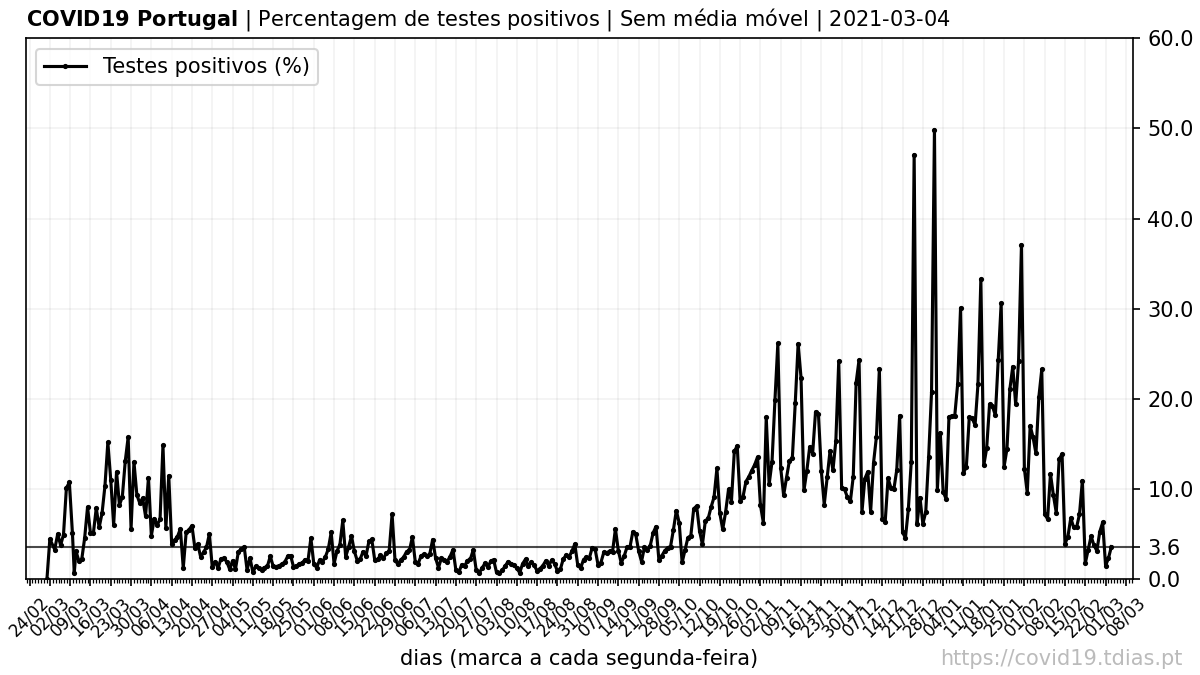 COVID19 Portugal | Percentagem de testes positivos | Sem média móvel | 2021-03-04
Testes positivos (%)
60.0
50.0
40.0
30.0
20.0
10.0
3.6
0.0
24/02 02/03 09/03 16/03 23/03 30/03 06/04 13/04 20/04 27/04 04/05 11/05 18/05 25/05 01/06 08/06 15/06 22/06 29/06 06/07 13/07 20/07 27/07 03/08 10/08 17/08 24/08 31/08 07/09 14/09 21/09 28/09 05/10 12/10 19/10 26/10 02/11 09/11 16/11 23/11 30/11 07/12 14/12 21/12 28/12 04/01 11/01 18/01 25/01 01/02 08/02 15/02 22/02 01/03 08/03
dias (marca a cada segunda-feira)
https://covid19.tdias.pt